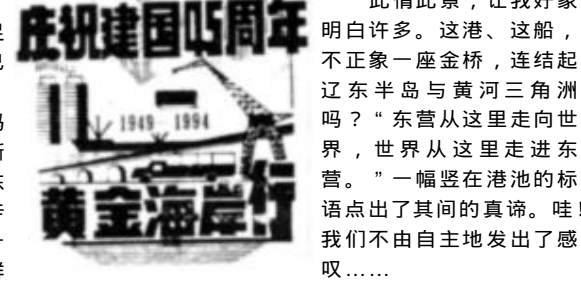 庆祝建国45周年
1949 1994
黄金海岸行
此情此景，让我好象
明白许多。这港、这船，
不正象一座金桥，连结起
辽东半岛与黄河三角洲
吗？“东营从这里走向世
界，世界从这里走进东
营。”一幅竖在港池的标
语点出了其间的真谛。哇！
我们不由自主地发出了感
叹……